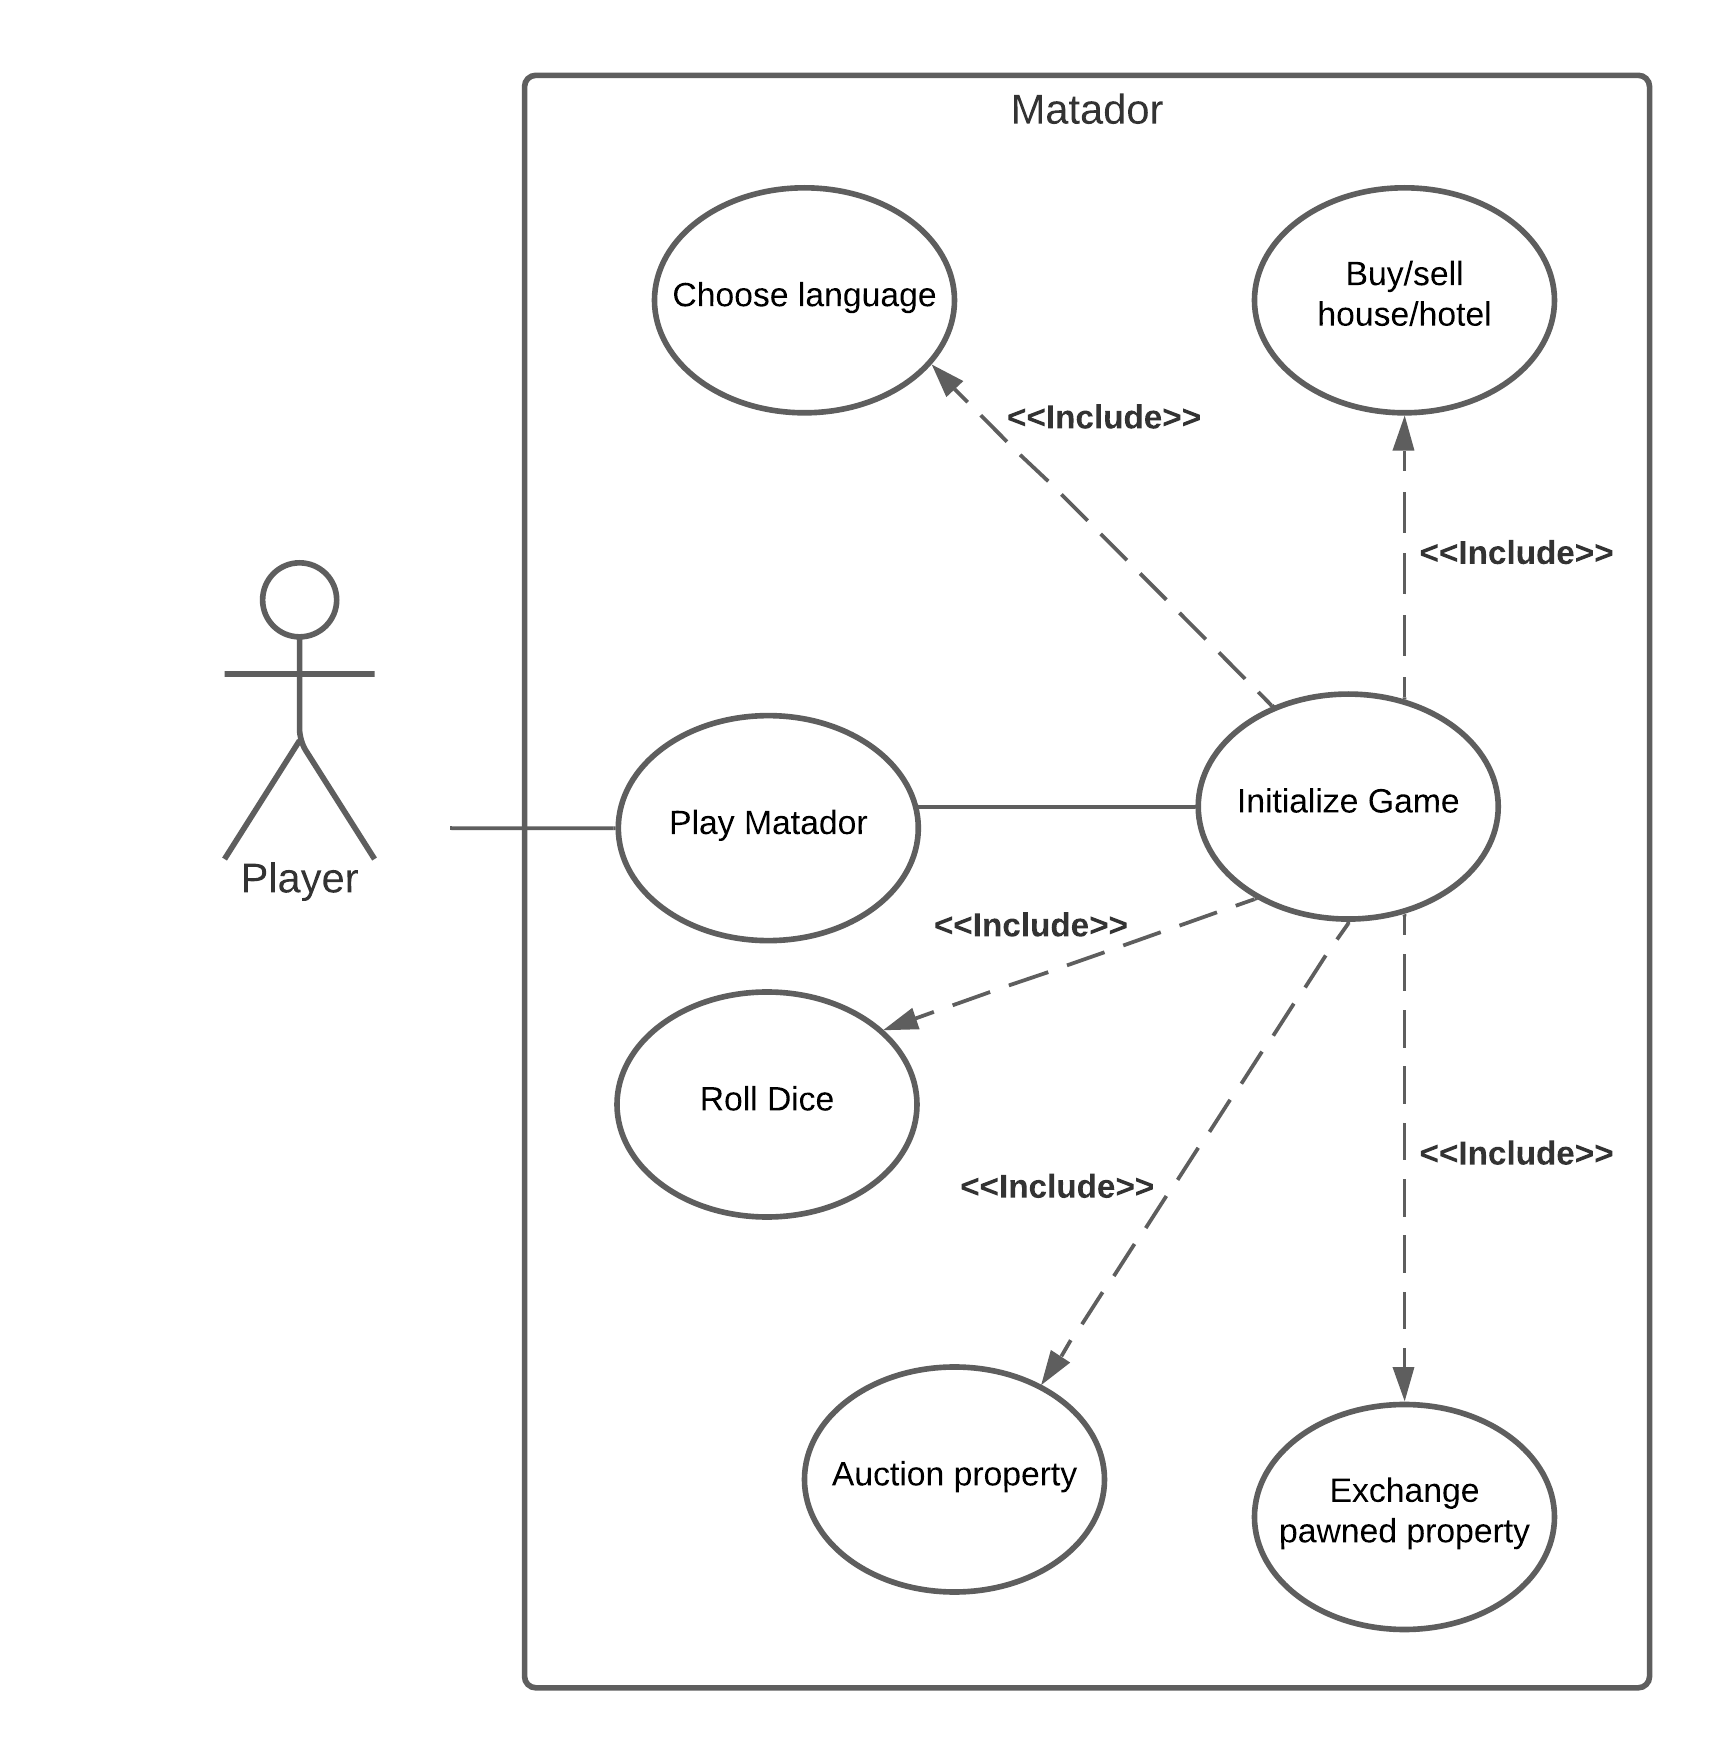 Matador
Choose language
Buy/sell
house/hotel
<<Include>>
<<Include>>
Player
Play Matador
Initialize Game
<<Include>>
Roll Dice
<<Include>>
<<Include>>
Auction property
Exchange
pawned property